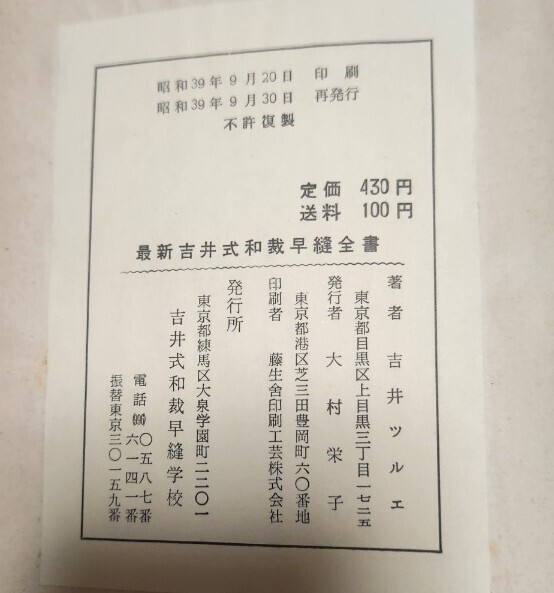 昭和39年9月20日 印刷
昭和39年9月30日 再発行
不許復製
定価 430円
送料 100円
最新吉井式和裁早縫全書
著者 吉井ツルエ
東京都目黒区上目黒三丁目一七二五
発行者 大村栄子
東京都港区芝三田豊岡町六〇番地
印刷者 藤生舎印刷工芸株式会社
発行所
東京都練馬区大泉学園町二二〇一
吉井式和裁早縫学校
電話 〇五八七番
六一四一番
振替東京三〇一五九番